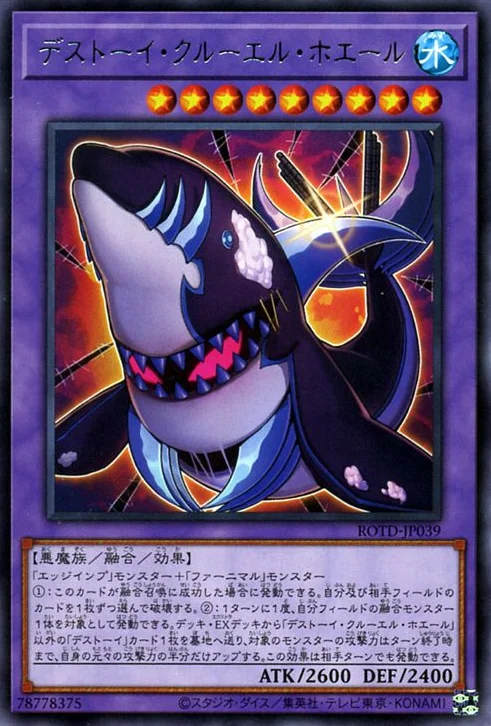 デストーイ・クルーエル・ホエール
水
ROTD-JP039
【悪魔族／融合／効果】
「エッジインプ」モンスター＋「ファーニマル」モンスター
①：このカードが融合召喚に成功した場合に発動できる。自分及び相手フィールドの
カードを１枚ずつ選んで破壊する。②：１ターンに１度、自分フィールドの融合モンスター
１体を対象として発動できる。デッキ・EXデッキから「デストーイ・クルーエル・ホエール」
以外の「デストーイ」カード１枚を墓地へ送り、対象のモンスターの攻撃力はターン終了時
まで、自身の元々の攻撃力の半分だけアップする。この効果は相手ターンでも発動できる。
ATK/2600 DEF/2400
78778375
©スタジオ・ダイス／集英社・テレビ東京・KONAMI